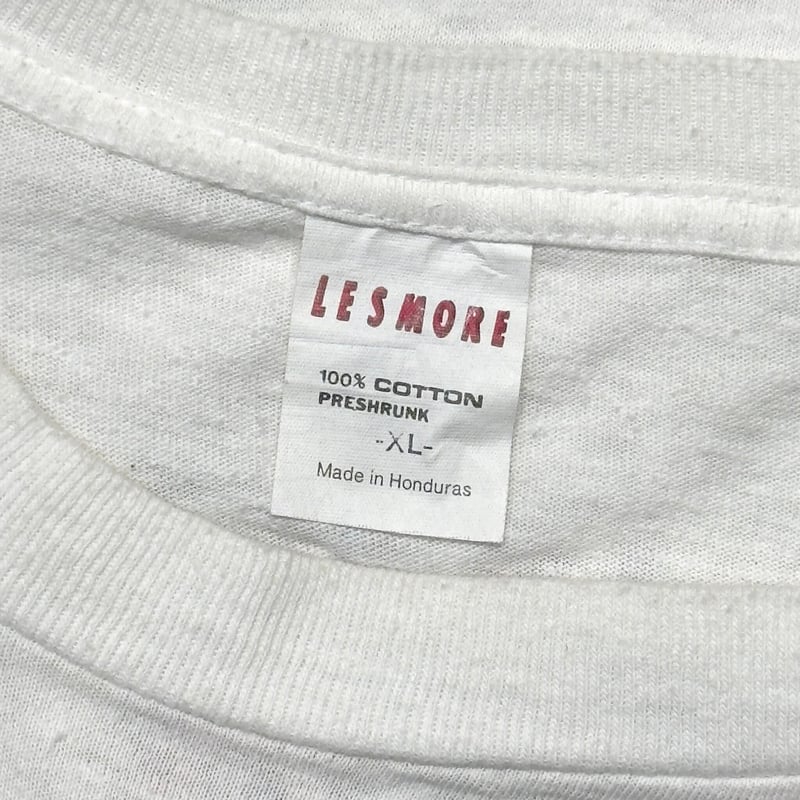 LESMORE
100% COTTON
PRESHRUNK
-XL-
Made in Honduras